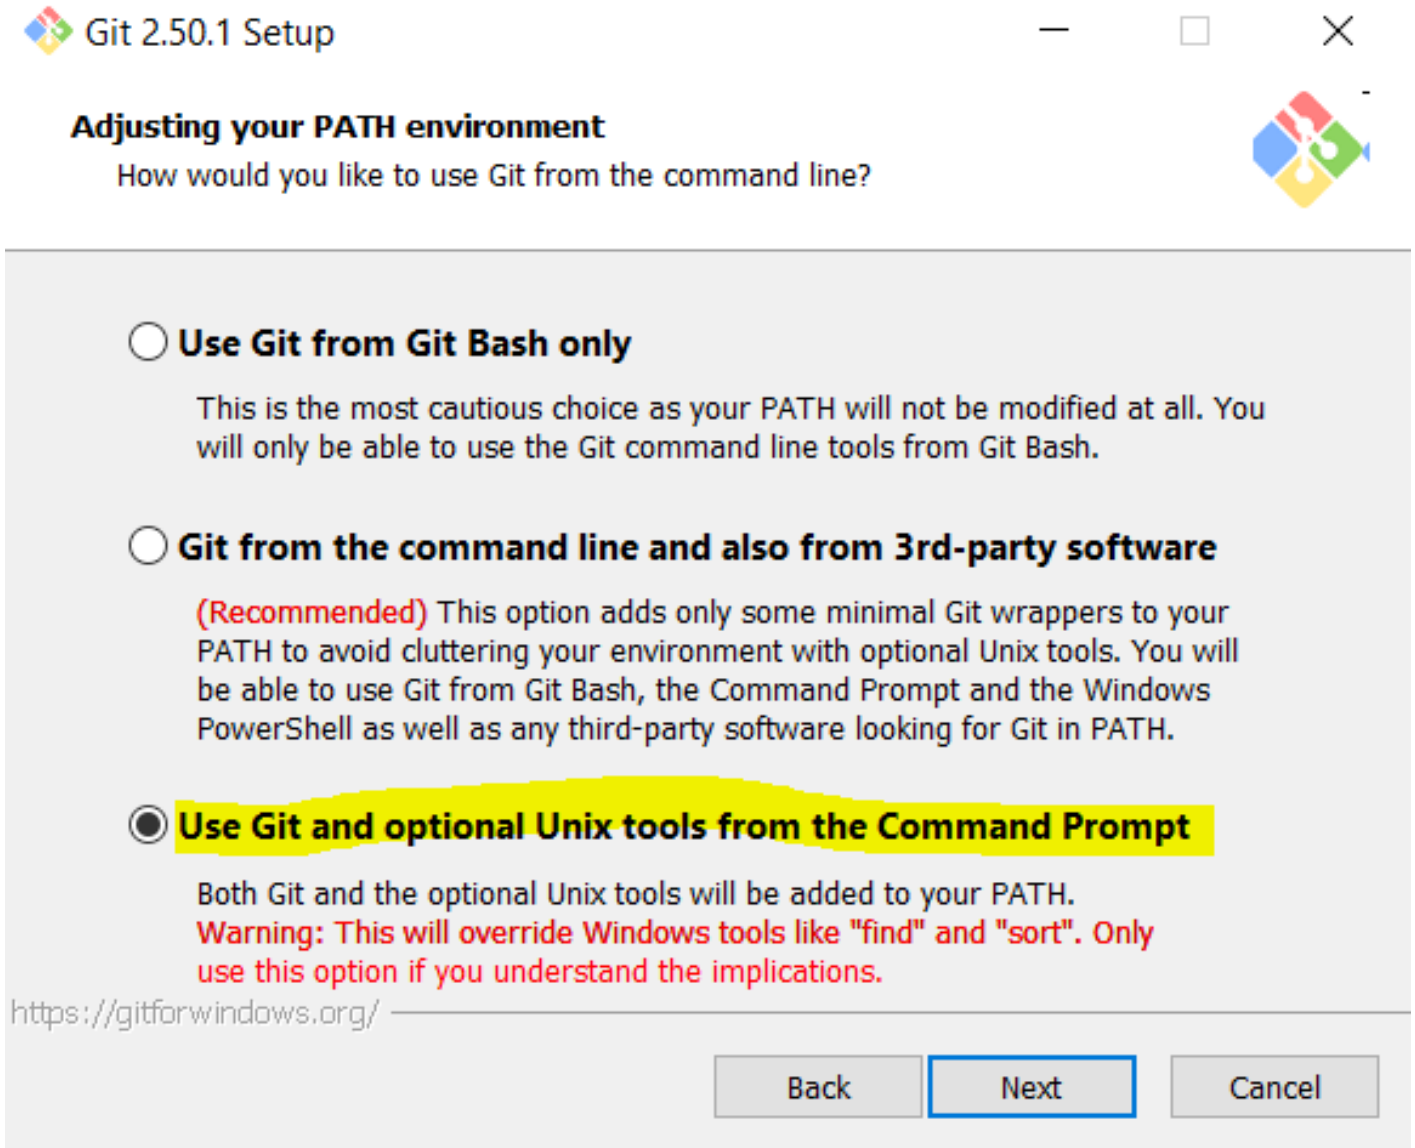 Git 2.50.1 Setup
Adjusting your PATH environment
How would you like to use Git from the command line?
Use Git from Git Bash only
This is the most cautious choice as your PATH will not be modified at all. You
will only be able to use the Git command line tools from Git Bash.
Git from the command line and also from 3rd-party software
(Recommended) This option adds only some minimal Git wrappers to your
PATH to avoid cluttering your environment with optional Unix tools. You will
be able to use Git from Git Bash, the Command Prompt and the Windows
PowerShell as well as any third-party software looking for Git in PATH.
Use Git and optional Unix tools from the Command Prompt
Both Git and the optional Unix tools will be added to your PATH.
Warning: This will override Windows tools like "find" and "sort". Only
use this option if you understand the implications.
https://gitforwindows.org/
Back Next Cancel